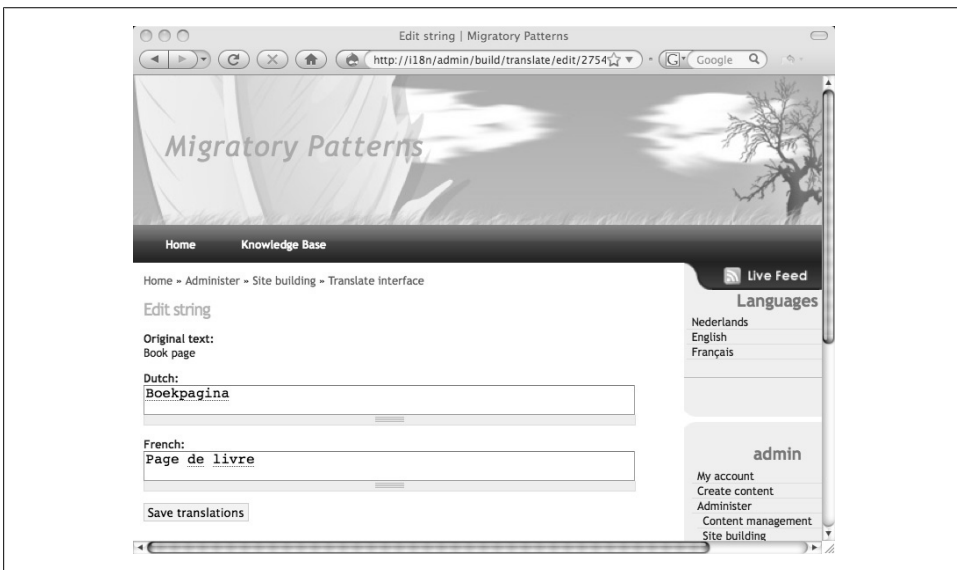 Edit string | Migratory Patterns
http://i18n/admin/build/translate/edit/2754
G Google
Migratory Patterns
Home Knowledge Base
Live Feed
Home » Administer » Site building » Translate interface
Edit string
Original text:
Book page
Dutch:
Boekpagina
French:
Page de livre
Save translations
Languages
Nederlands
English
Français
admin
My account
Create content
Administer
Content management
Site building